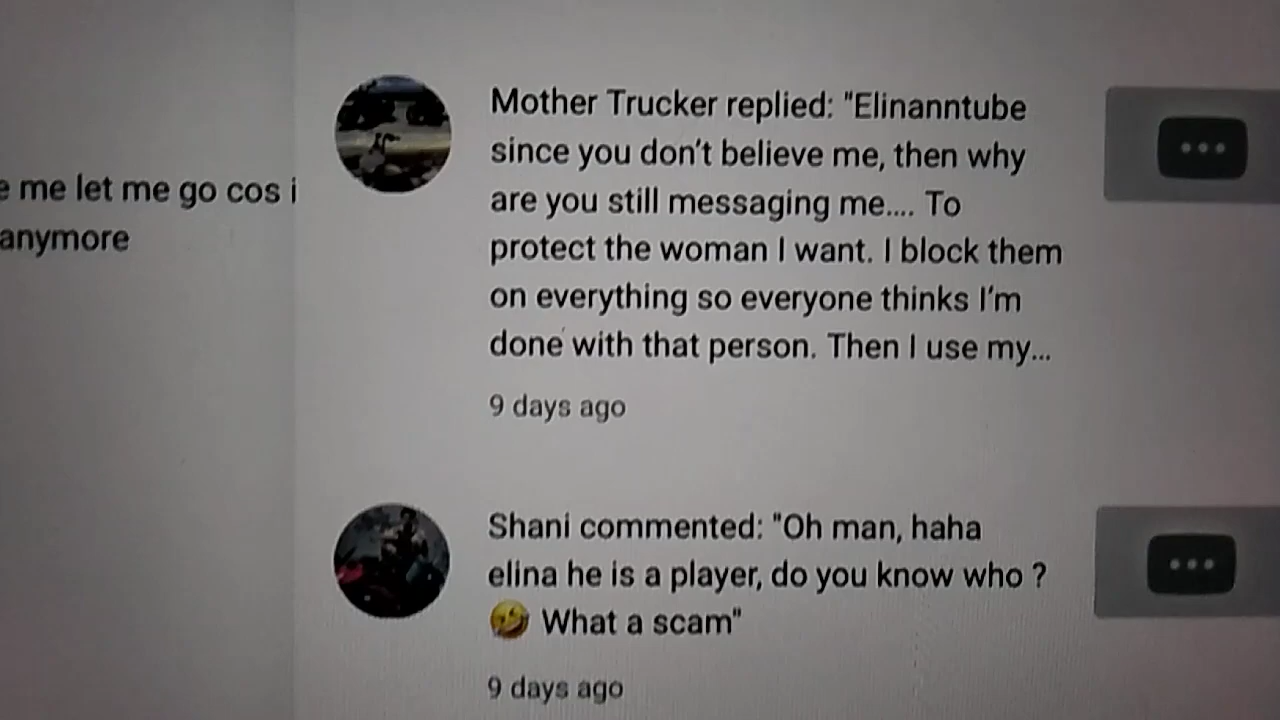 e me let me go cos i
anymore
Mother Trucker replied: "Elinanntube
since you don't believe me, then why
are you still messaging me.... To
protect the woman I want. I block them
on everything so everyone thinks I'm
done with that person. Then I use my...
9 days ago
Shani commented: "Oh man, haha
elina he is a player, do you know who ?
🤣 What a scam"
9 days ago